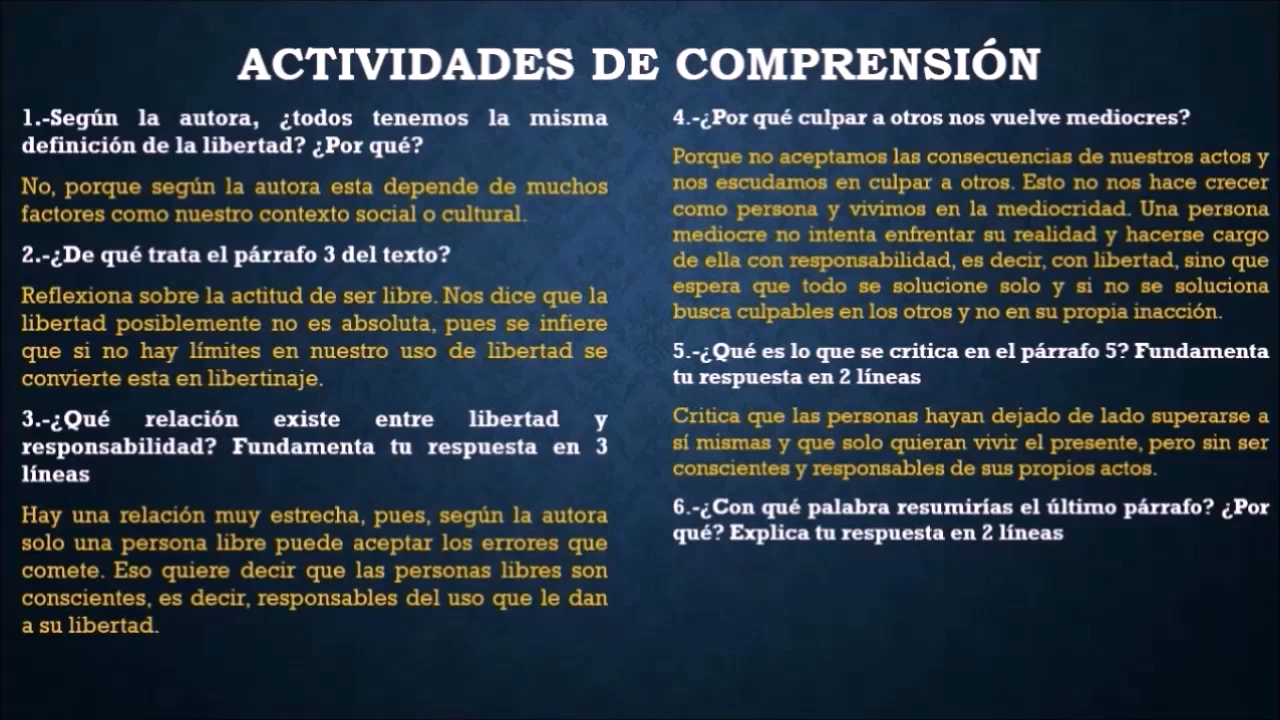 ACTIVIDADES DE COMPRENSIÓN
1.-Según la autora, ¿todos tenemos la misma
definición de la libertad? ¿Por qué?
No, porque según la autora esta depende de muchos
factores como nuestro contexto social o cultural.
2.-¿De qué trata el párrafo 3 del texto?
Reflexiona sobre la actitud de ser libre. Nos dice que la
libertad posiblemente no es absoluta, pues se infiere
que si no hay límites en nuestro uso de libertad se
convierte esta en libertinaje.
3.-¿Qué relación existe entre libertad y
responsabilidad? Fundamenta tu respuesta en 3
líneas
Hay una relación muy estrecha, pues, según la autora
solo una persona libre puede aceptar los errores que
comete. Eso quiere decir que las personas libres son
conscientes, es decir, responsables del uso que le dan
a su libertad.
4.-¿Por qué culpar a otros nos vuelve mediocres?
Porque no aceptamos las consecuencias de nuestros actos y
nos escudamos en culpar a otros. Esto no nos hace crecer
como persona y vivimos en la mediocridad. Una persona
mediocre no intenta enfrentar su realidad y hacerse cargo
de ella con responsabilidad, es decir, con libertad, sino que
espera que todo se solucione solo y si no se soluciona
busca culpables en los otros y no en su propia inacción.
5.-¿Qué es lo que se critica en el párrafo 5? Fundamenta
tu respuesta en 2 líneas
Critica que las personas hayan dejado de lado superarse a
sí mismas y que solo quieran vivir el presente, pero sin ser
conscientes y responsables de sus propios actos.
6.-¿Con qué palabra resumirías el último párrafo? ¿Por
qué? Explica tu respuesta en 2 líneas